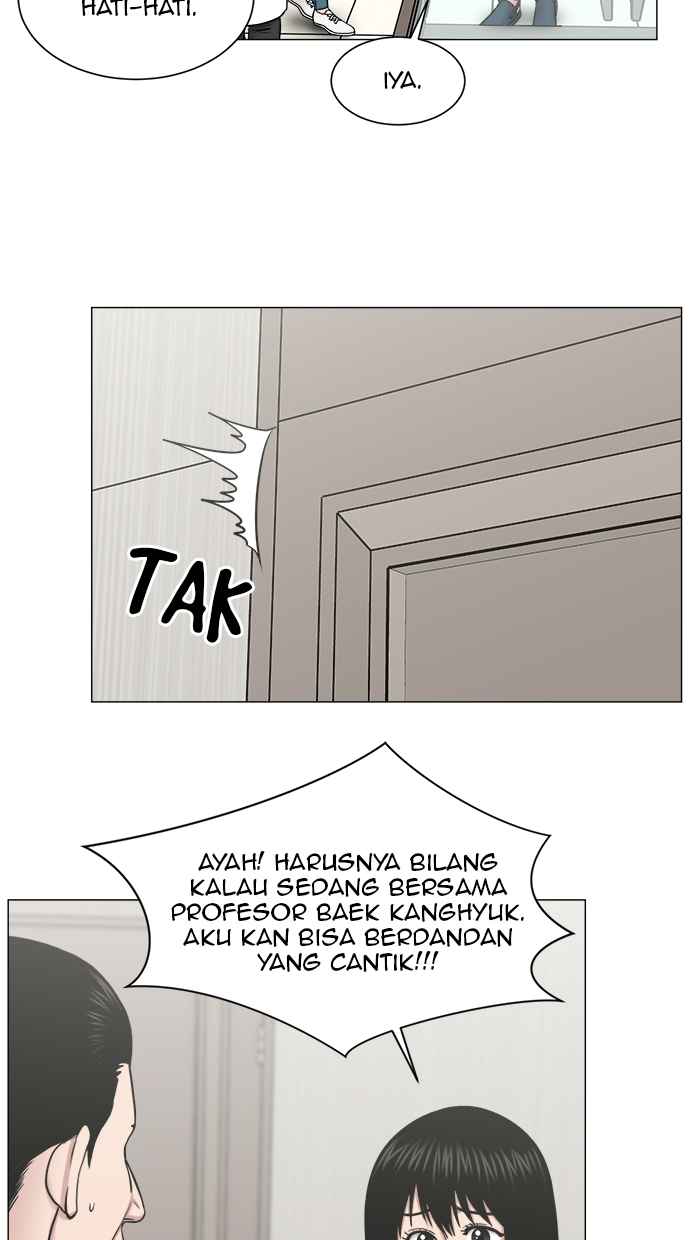 HATI-HATI.
IYA.
TAK
AYAH! HARUSNYA BILANG
KALAU SEDANG BERSAMA
PROFESOR BAEK KANGHYUK.
AKU KAN BISA BERDANDAN
YANG CANTIK!!!